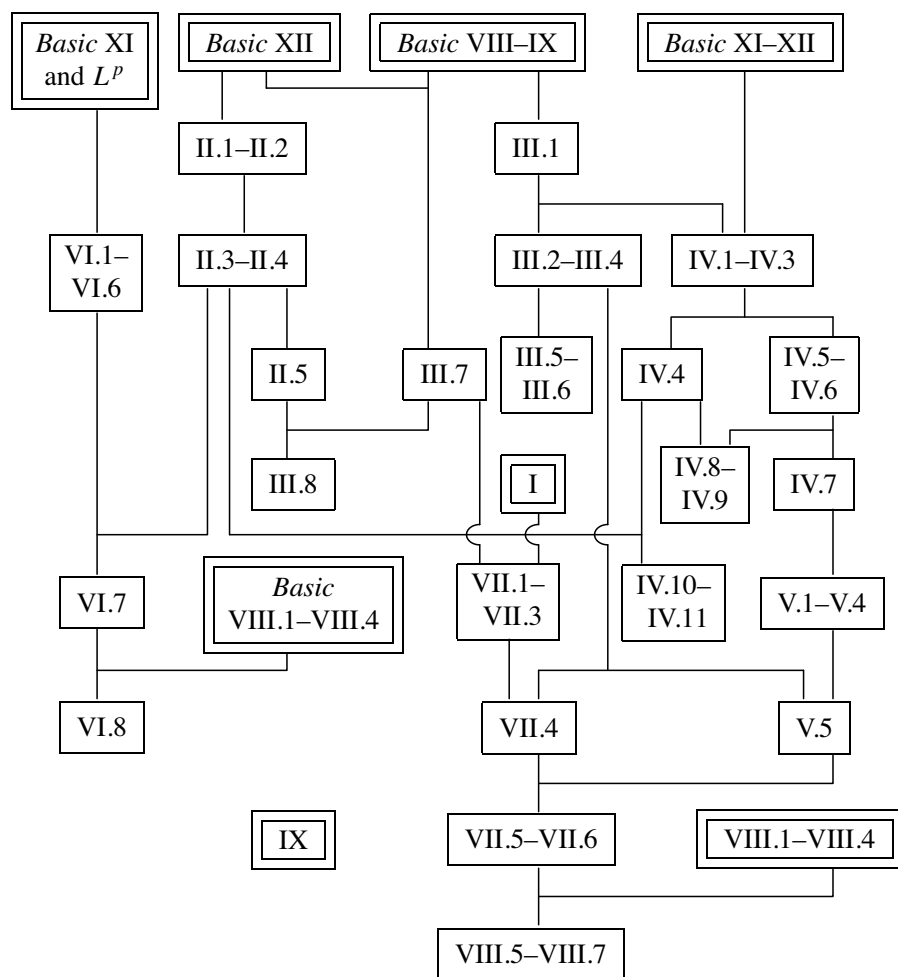 Basic XI
and L^p
Basic XII
Basic VIII–IX
Basic XI–XII
II.1–II.2
III.1
VI.1–
VI.6
II.3–II.4
III.2–III.4
IV.1–IV.3
II.5
III.7
III.5–
III.6
IV.4
IV.5–
IV.6
III.8
I
IV.8–
IV.9
IV.7
VI.7
Basic
VIII.1–VIII.4
VII.1–
VII.3
IV.10–
IV.11
V.1–V.4
VI.8
VII.4
V.5
IX
VII.5–VII.6
VIII.1–VIII.4
VIII.5–VIII.7